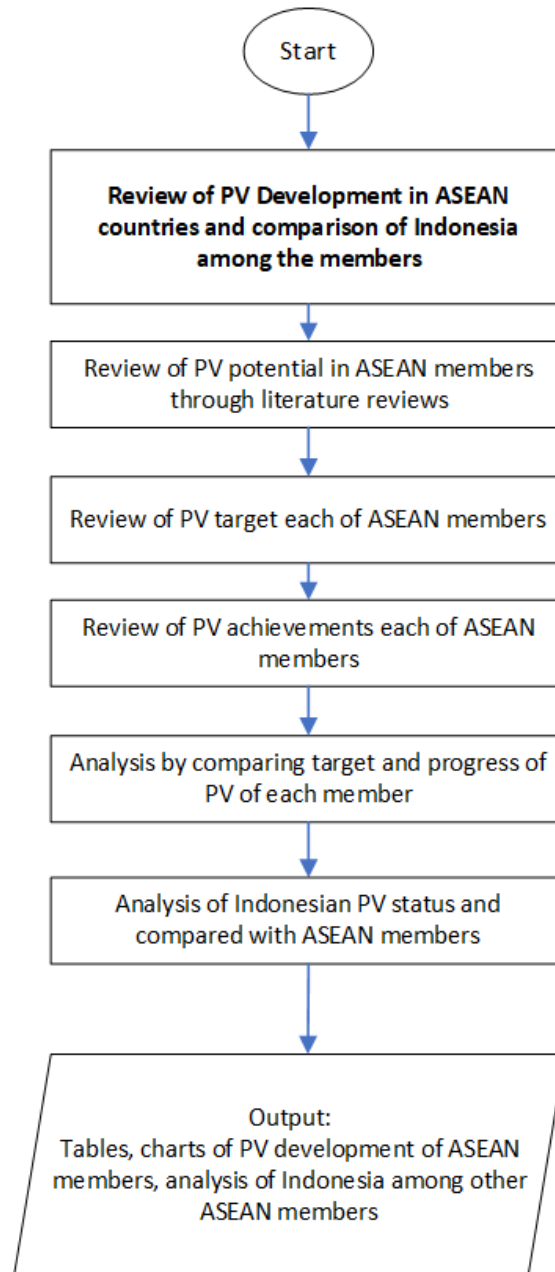 Start
Review of PV Development in ASEAN
countries and comparison of Indonesia
among the members
Review of PV potential in ASEAN members
through literature reviews
Review of PV target each of ASEAN members
Review of PV achievements each of ASEAN
members
Analysis by comparing target and progress of
PV of each member
Analysis of Indonesian PV status and
compared with ASEAN members
Output:
Tables, charts of PV development of ASEAN
members, analysis of Indonesia among other
ASEAN members